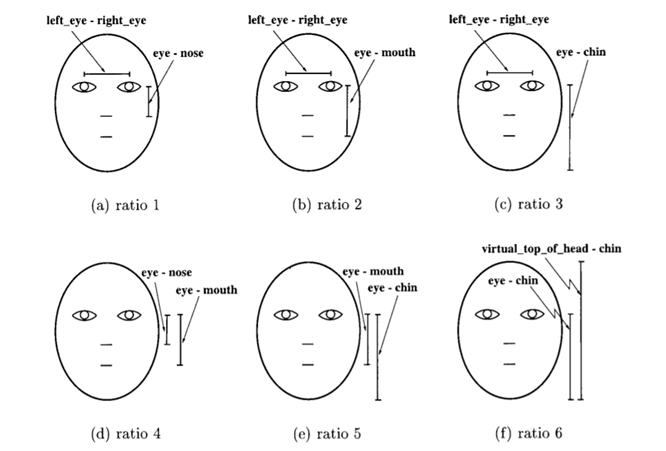 left_eye - right_eye
eye - nose
(a) ratio 1
left_eye - right_eye
eye - mouth
(b) ratio 2
left_eye - right_eye
eye - chin
(c) ratio 3
eye - nose
eye - mouth
(d) ratio 4
eye - mouth
eye - chin
(e) ratio 5
virtual_top_of_head - chin
eye - chin
(f) ratio 6